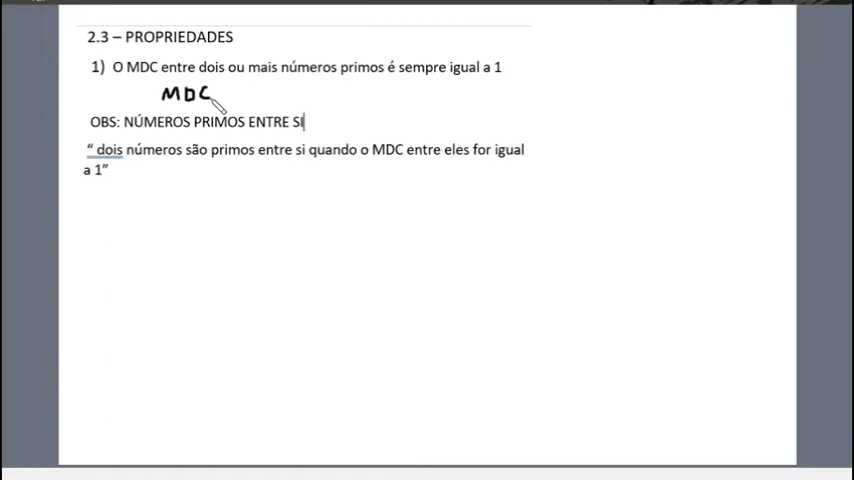 2.3 – PROPRIEDADES
1) O MDC entre dois ou mais números primos é sempre igual a 1
MDC
OBS: NÚMEROS PRIMOS ENTRE SI
“ dois números são primos entre si quando o MDC entre eles for igual
a 1”